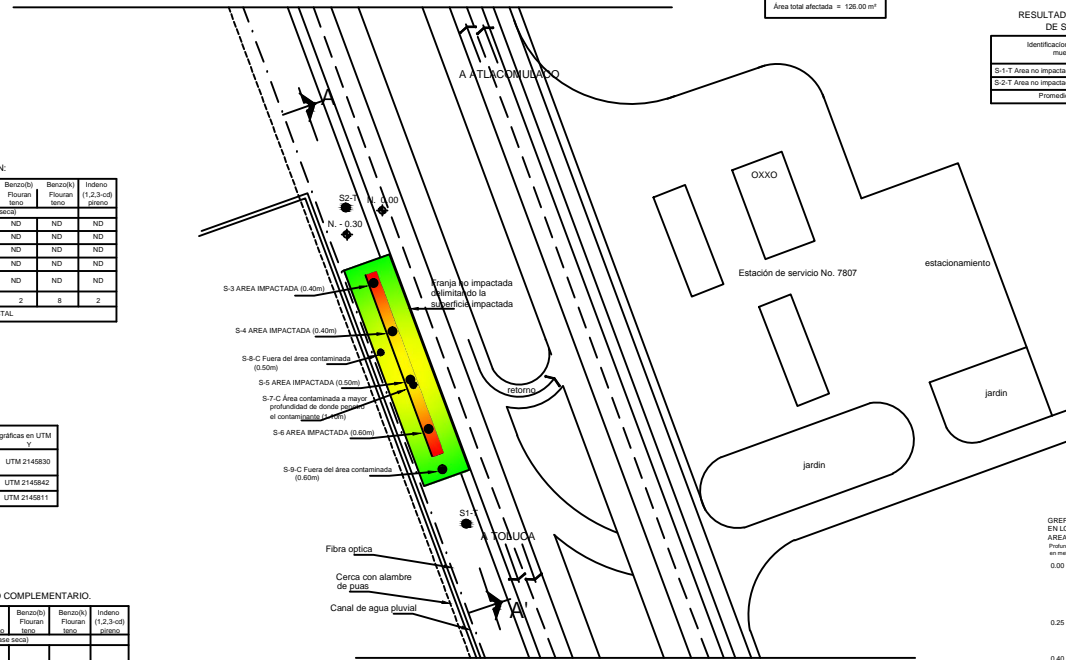 Área total afectada = 126.00 m²
RESULTAD
DE S
Identificacion
mue
S-1-T Area no impacta
S-2-T Area no impacta
Promedi
A ATLACOMULACO
A
N:
Benzo(b) Flouran teno
Benzo(k) Flouran teno
Indeno (1,2,3-cd) pireno
seca)
ND ND ND
ND ND ND
ND ND ND
ND ND ND
ND ND ND
2 8 2
TAL
OXXO
S2-T
N. 0.00
N. - 0.30
Estación de servicio No. 7807
estacionamiento
Franja no impactada
delimitando la
superficie impactada
S-3 AREA IMPACTADA (0.40m)
S-4 AREA IMPACTADA (0.40m)
S-8-C Fuera del área contaminada
(0.50m)
S-5 AREA IMPACTADA (0.50m)
S-7-C Área contaminada a mayor
profundidad de donde penetro
el contaminante (1.10m)
S-6 AREA IMPACTADA (0.60m)
S-9-C Fuera del área contaminada
(0.60m)
retorno
jardin
jardin
gráficas en UTM
Y
UTM 2145830
UTM 2145842
UTM 2145811
S1-T
A TOLUCA
Fibra optica
Cerca con alambre
de puas
Canal de agua pluvial
A'
GREF
EN LO
AREA
Profun
en me
0.00
0.25
0.40
O COMPLEMENTARIO.
Benzo(b) Flouran teno
Benzo(k) Flouran teno
Indeno (1,2,3-cd) pireno
ase seca)